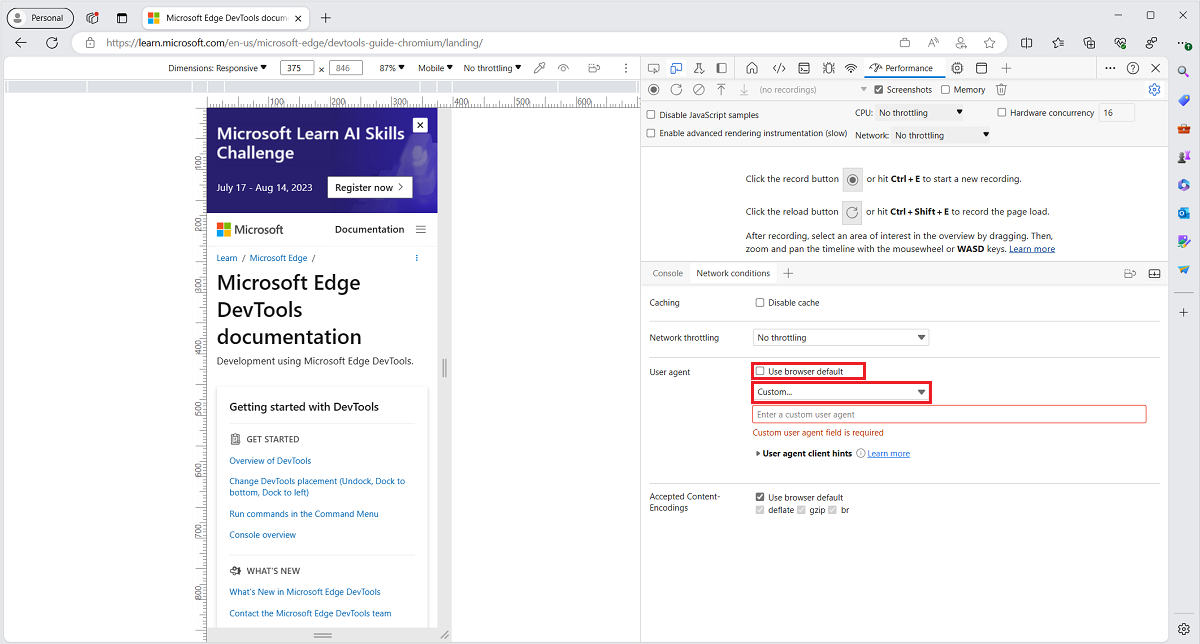 Personal
Microsoft Edge DevTools docum
https://learn.microsoft.com/en-us/microsoft-edge/devtools-guide-chromium/landing/
Dimensions: Responsive 375 x 846 87% Mobile No throttling
100 200 300 400 500 600
100
200
300
400
500
600
700
800
Microsoft Learn AI Skills
Challenge
July 17 - Aug 14, 2023 Register now
Microsoft Documentation
Learn / Microsoft Edge /
Microsoft Edge
DevTools
documentation
Development using Microsoft Edge DevTools.
Getting started with DevTools
GET STARTED
Overview of DevTools
Change DevTools placement (Undock, Dock to
bottom, Dock to left)
Run commands in the Command Menu
Console overview
WHAT'S NEW
What's New in Microsoft Edge DevTools
Contact the Microsoft Edge DevTools team
Performance
(no recordings) Screenshots Memory
Disable JavaScript samples CPU: No throttling Hardware concurrency 16
Enable advanced rendering instrumentation (slow) Network: No throttling
Click the record button or hit Ctrl + E to start a new recording.
Click the reload button or hit Ctrl + Shift + E to record the page load.
After recording, select an area of interest in the overview by dragging. Then,
zoom and pan the timeline with the mousewheel or WASD keys. Learn more
Console Network conditions
Caching Disable cache
Network throttling No throttling
User agent Use browser default
Custom...
Enter a custom user agent
Custom user agent field is required
User agent client hints Learn more
Accepted Content-
Encodings
Use browser default
deflate gzip br